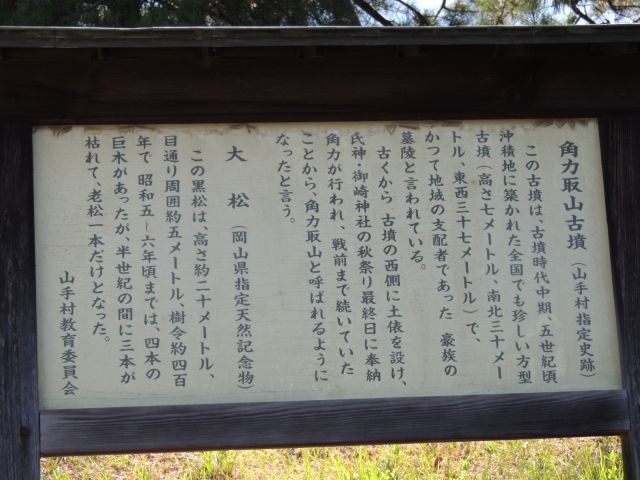 角力取山古墳（山手村指定史跡）
この古墳は、古墳時代中期、五世紀頃
沖積地に築かれた全国でも珍しい方型
古墳（高さ七メートル、南北三十メー
トル、東西三十七メートル）で、
かつて地域の支配者であった 豪族の
墓陵と言われている。
古くから 古墳の西側に土俵を設け、
氏神・御崎神社の秋祭り最終日に奉納
角力が行われ、戦前まで続いていた
ことから、角力取山と呼ばれるように
なったと言う。
大 松（岡山県指定天然記念物）
この黒松は、高さ約二十メートル、
目通り周囲約五メートル、樹令約四百
年で 昭和五ー六年頃までは、四本の
巨木があったが、半世紀の間に三本が
枯れて、老松一本だけとなった。
山手村教育委員会